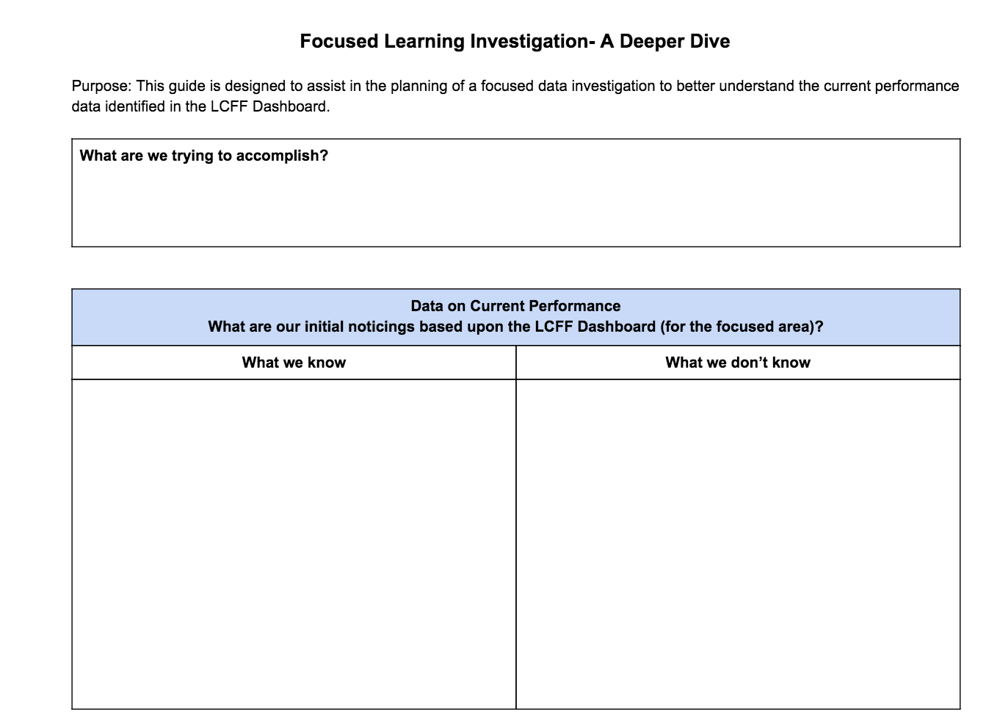 Focused Learning Investigation- A Deeper Dive
Purpose: This guide is designed to assist in the planning of a focused data investigation to better understand the current performance
data identified in the LCFF Dashboard.
What are we trying to accomplish?
Data on Current Performance
What are our initial noticings based upon the LCFF Dashboard (for the focused area)?
What we know
What we don’t know